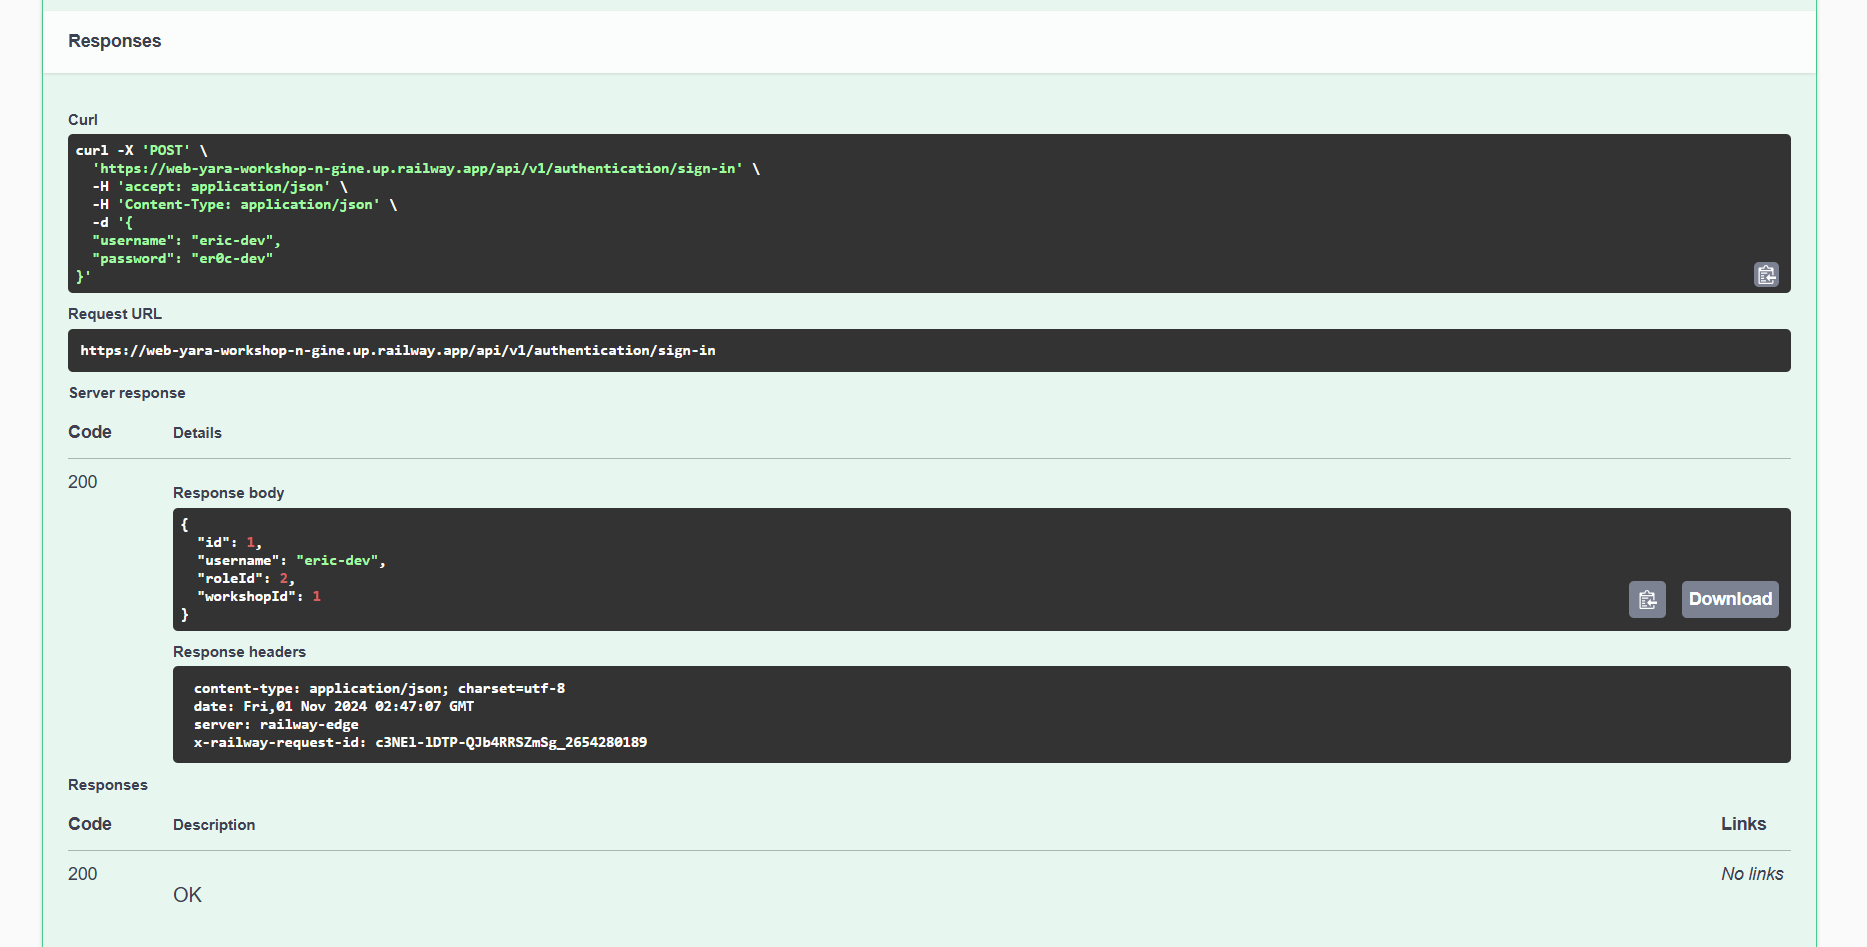 Responses
Curl
curl -X 'POST' \
  'https://web-yara-workshop-n-gine.up.railway.app/api/v1/authentication/sign-in' \
  -H 'accept: application/json' \
  -H 'Content-Type: application/json' \
  -d '{
  "username": "eric-dev",
  "password": "er0c-dev"
}'
Request URL
https://web-yara-workshop-n-gine.up.railway.app/api/v1/authentication/sign-in
Server response
Code Details
200
Response body
{
  "id": 1,
  "username": "eric-dev",
  "roleId": 2,
  "workshopId": 1
}
Download
Response headers
content-type: application/json; charset=utf-8
date: Fri,01 Nov 2024 02:47:07 GMT
server: railway-edge
x-railway-request-id: c3NEl-lDTP-QJb4RRSZmSg_2654280189
Responses
Code Description Links
200 No links
OK